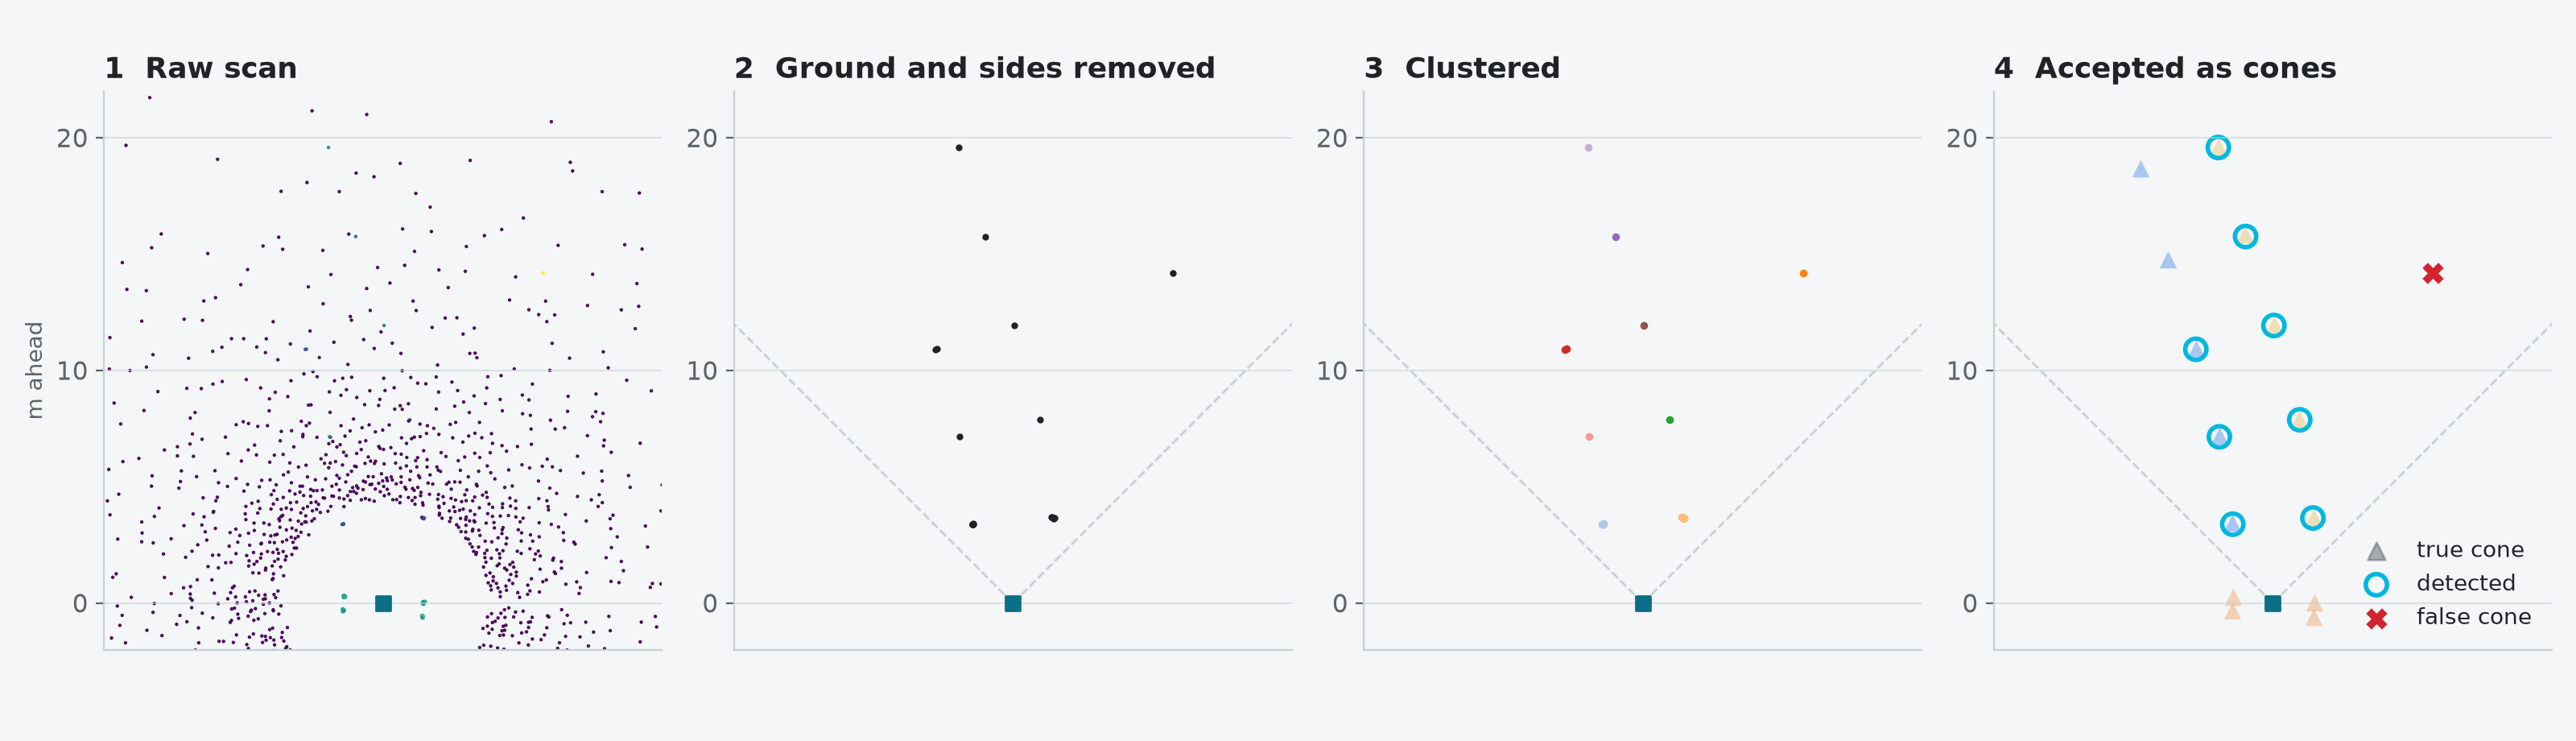 1 Raw scan
20
10
0
m ahead
2 Ground and sides removed
20
10
0
3 Clustered
20
10
0
4 Accepted as cones
20
10
0
true cone
detected
false cone